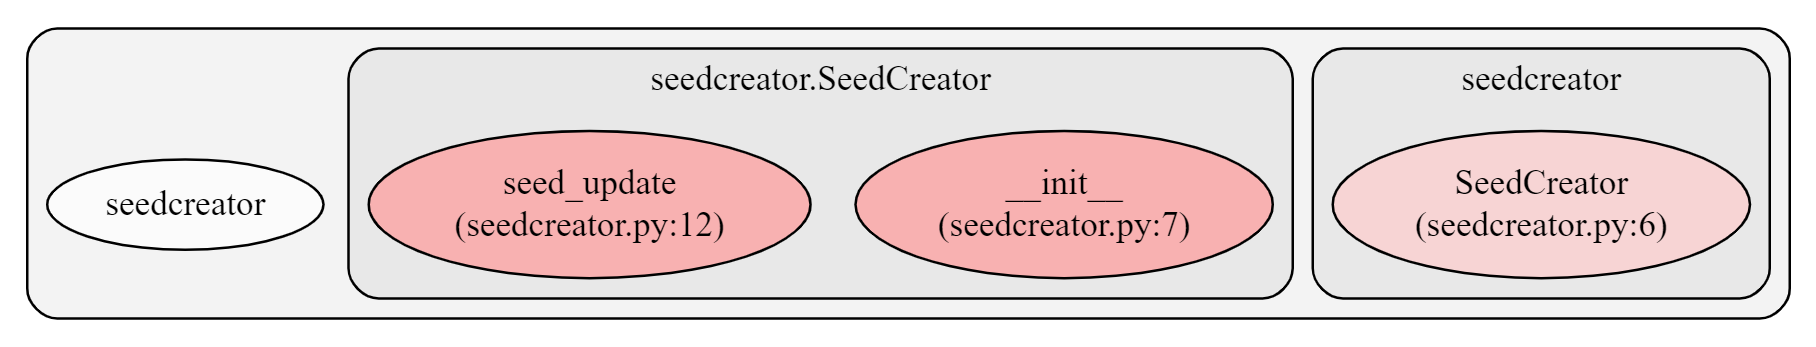 seedcreator
seedcreator.SeedCreator
seed_update
(seedcreator.py:12)
__init__
(seedcreator.py:7)
seedcreator
SeedCreator
(seedcreator.py:6)